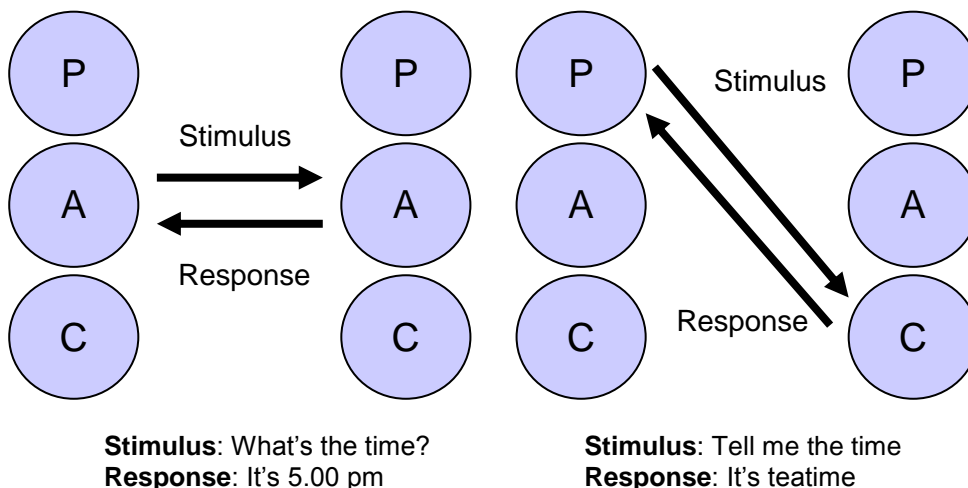 P P P P
Stimulus
Stimulus
A A A A
Response
Response
C C C C
Stimulus: What's the time?
Response: It's 5.00 pm
Stimulus: Tell me the time
Response: It's teatime